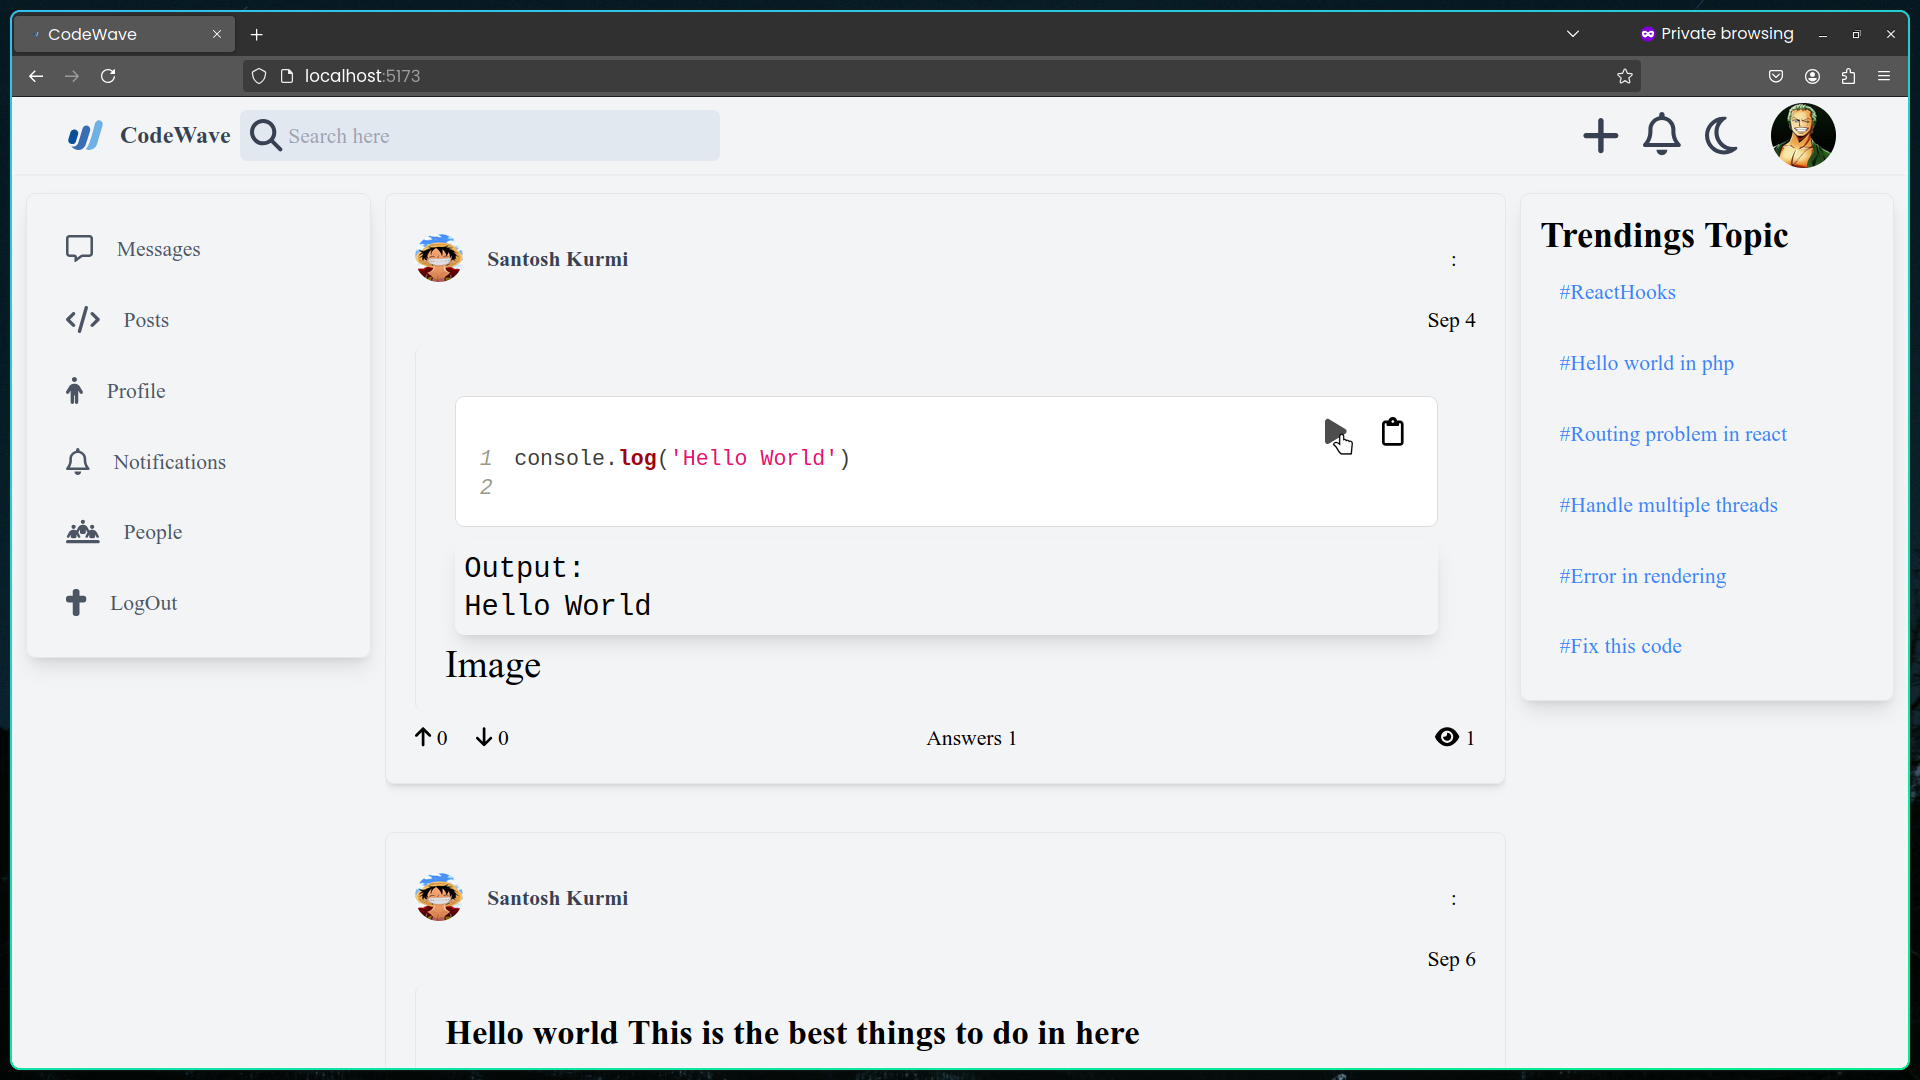 CodeWave
Private browsing
localhost:5173
CodeWave
Search here
Messages
Posts
Profile
Notifications
People
LogOut
Santosh Kurmi
:
Sep 4
1 console.log('Hello World')
2
Output:
Hello World
Image
0 0 Answers 1 1
Santosh Kurmi
:
Sep 6
Hello world This is the best things to do in here
Trendings Topic
#ReactHooks
#Hello world in php
#Routing problem in react
#Handle multiple threads
#Error in rendering
#Fix this code